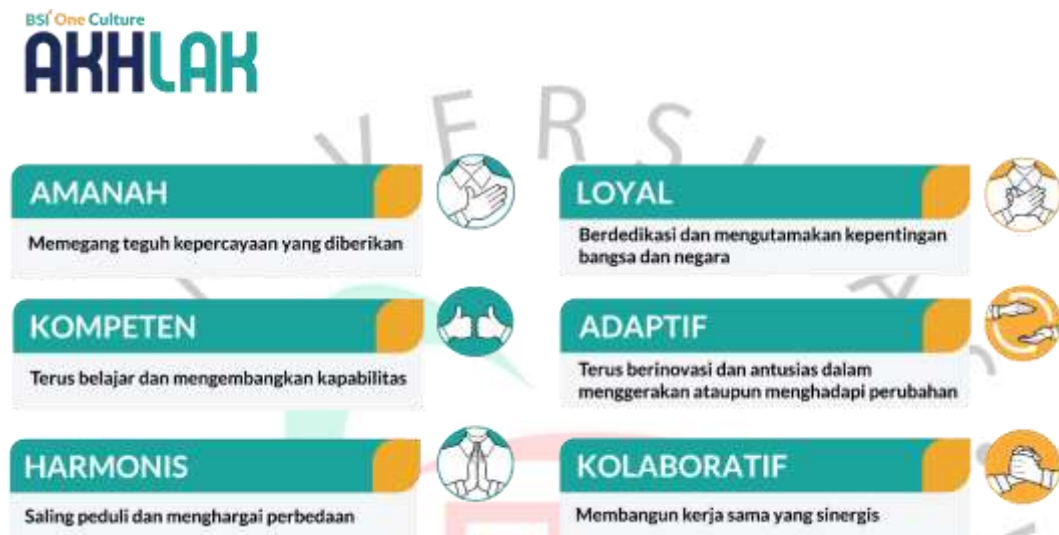 BSI One Culture
AKHLAK
VERSI
AMANAH
Memegang teguh kepercayaan yang diberikan
LOYAL
Berdedikasi dan mengutamakan kepentingan
bangsa dan negara
KOMPETEN
Terus belajar dan mengembangkan kapabilitas
ADAPTIF
Terus berinovasi dan antusias dalam
menggerakan ataupun menghadapi perubahan
HARMONIS
Saling peduli dan menghargai perbedaan
KOLABORATIF
Membangun kerja sama yang sinergis